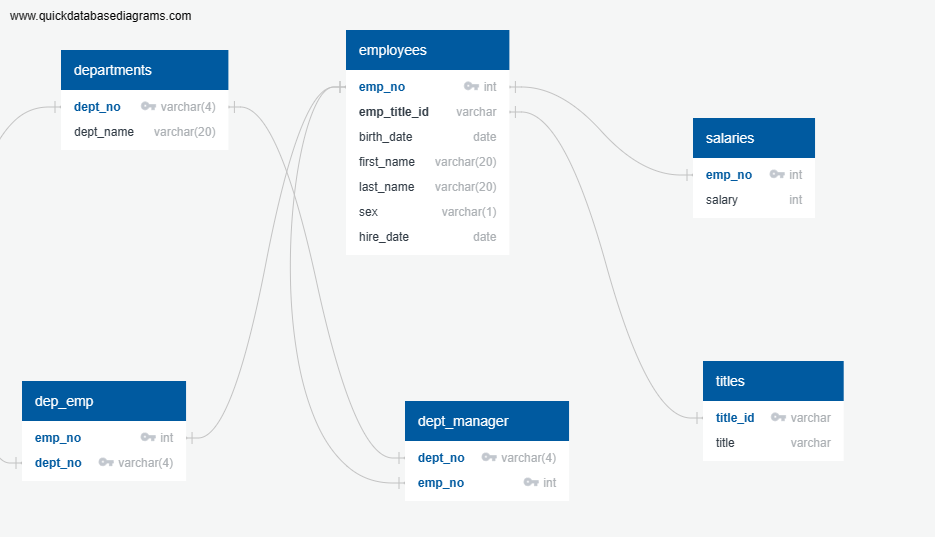 www.quickdatabasediagrams.com
departments
dept_no varchar(4)
dept_name varchar(20)
employees
emp_no int
emp_title_id varchar
birth_date date
first_name varchar(20)
last_name varchar(20)
sex varchar(1)
hire_date date
salaries
emp_no int
salary int
dep_emp
emp_no int
dept_no varchar(4)
dept_manager
dept_no varchar(4)
emp_no int
titles
title_id varchar
title varchar